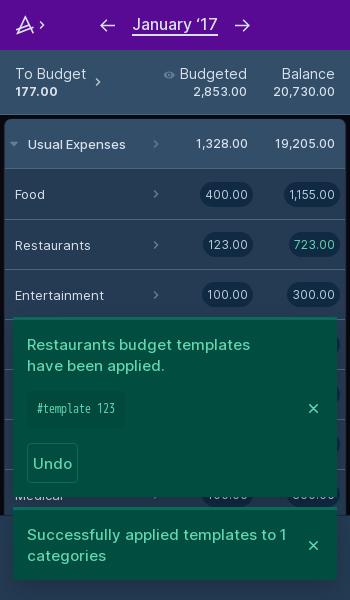 January ‘17
To Budget Budgeted Balance
177.00 2,853.00 20,730.00
Usual Expenses 1,328.00 19,205.00
Food 400.00 1,155.00
Restaurants 123.00 723.00
Entertainment 100.00 300.00
Restaurants budget templates
have been applied.
#template 123
Undo
Medical
Successfully applied templates to 1
categories